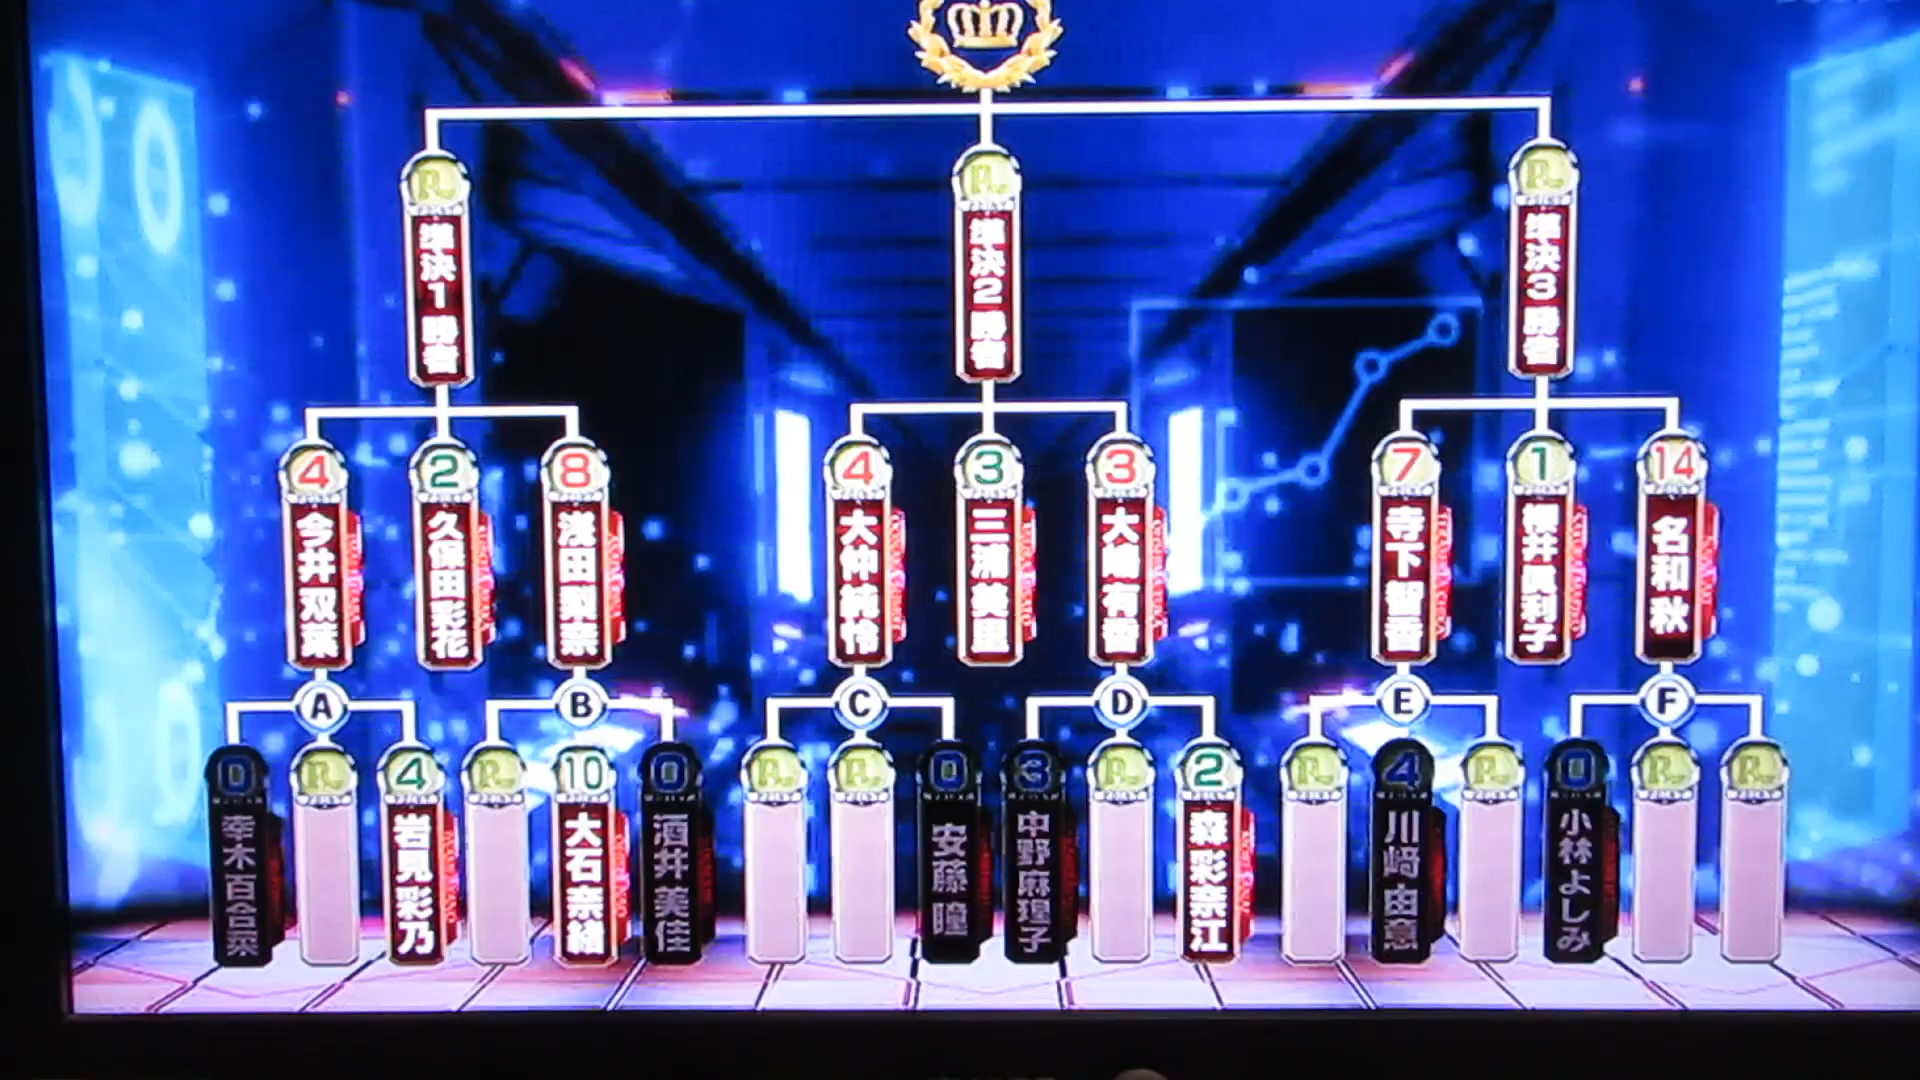 準決1 勝者
準決2 勝者
準決3 勝者
4
2
8
4
3
3
7
1
14
今井双葉
久保田彩花
浅田梨奈
大仲純怜
三浦美里
大嶋有香
寺下智香
櫻井眞利子
名和秋
A
B
C
D
E
F
0
4
10
0
0
3
2
4
0
幸木百合菜
岩見彩乃
大石奈緒
酒井美佳
安藤瞳
中野麻理子
森彩奈江
川﨑由意
小林よしみ